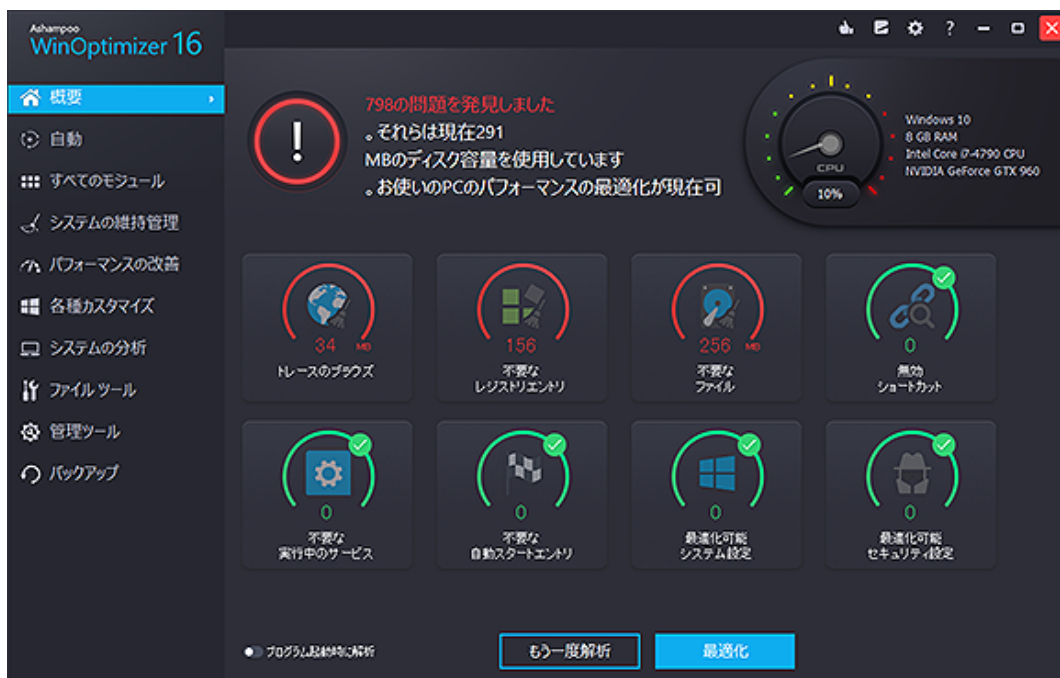 Ashampoo
WinOptimizer 16
?
概要
自動
すべてのモジュール
システムの維持管理
パフォーマンスの改善
各種カスタマイズ
システムの分析
ファイル ツール
管理ツール
バックアップ
798の問題を発見しました
。それらは現在291
MBのディスク容量を使用しています
。お使いのPCのパフォーマンスの最適化が現在可
CPU
10%
Windows 10
8 GB RAM
Intel Core i7-4790 CPU
NVIDIA GeForce GTX 960
34 MB
トレースのブラウズ
156
不要な
レジストリエントリ
256 MB
不要な
ファイル
0
無効
ショートカット
0
不要な
実行中のサービス
0
不要な
自動スタートエントリ
0
最適化可能
システム設定
0
最適化可能
セキュリティ設定
プログラム起動時に解析
もう一度解析
最適化